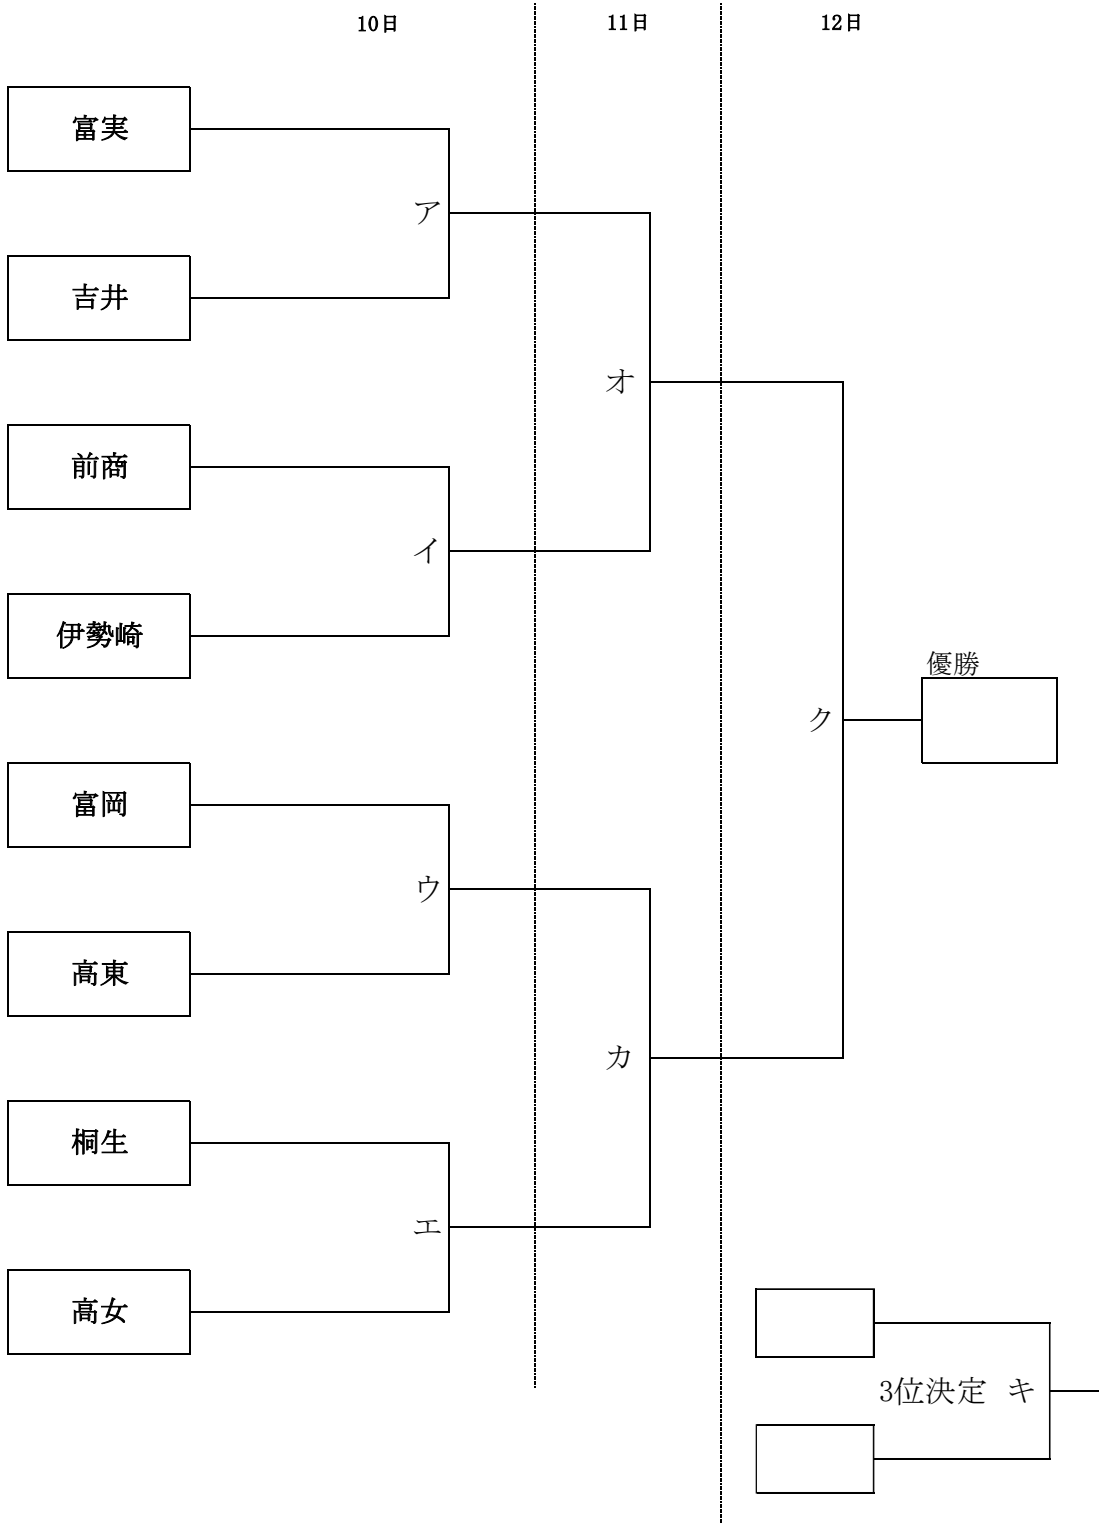 10日 11日 12日
富実
ア
吉井
オ
前商
イ
伊勢崎
優勝
ク
富岡
ウ
高東
カ
桐生
エ
高女
3位決定 キ